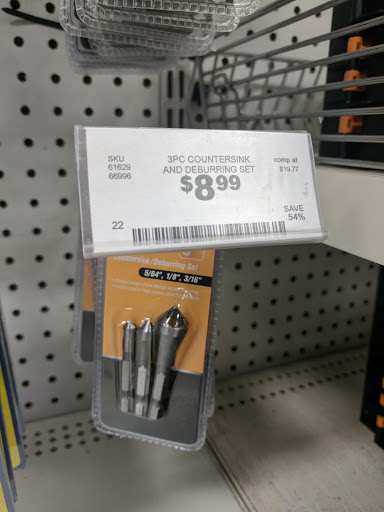 SKU
61629
66996
3PC COUNTERSINK
AND DEBURRING SET
$8.99
comp at
$19.77
SAVE
54%
22
Countersink/Deburring Set
5/64", 1/8", 3/16"